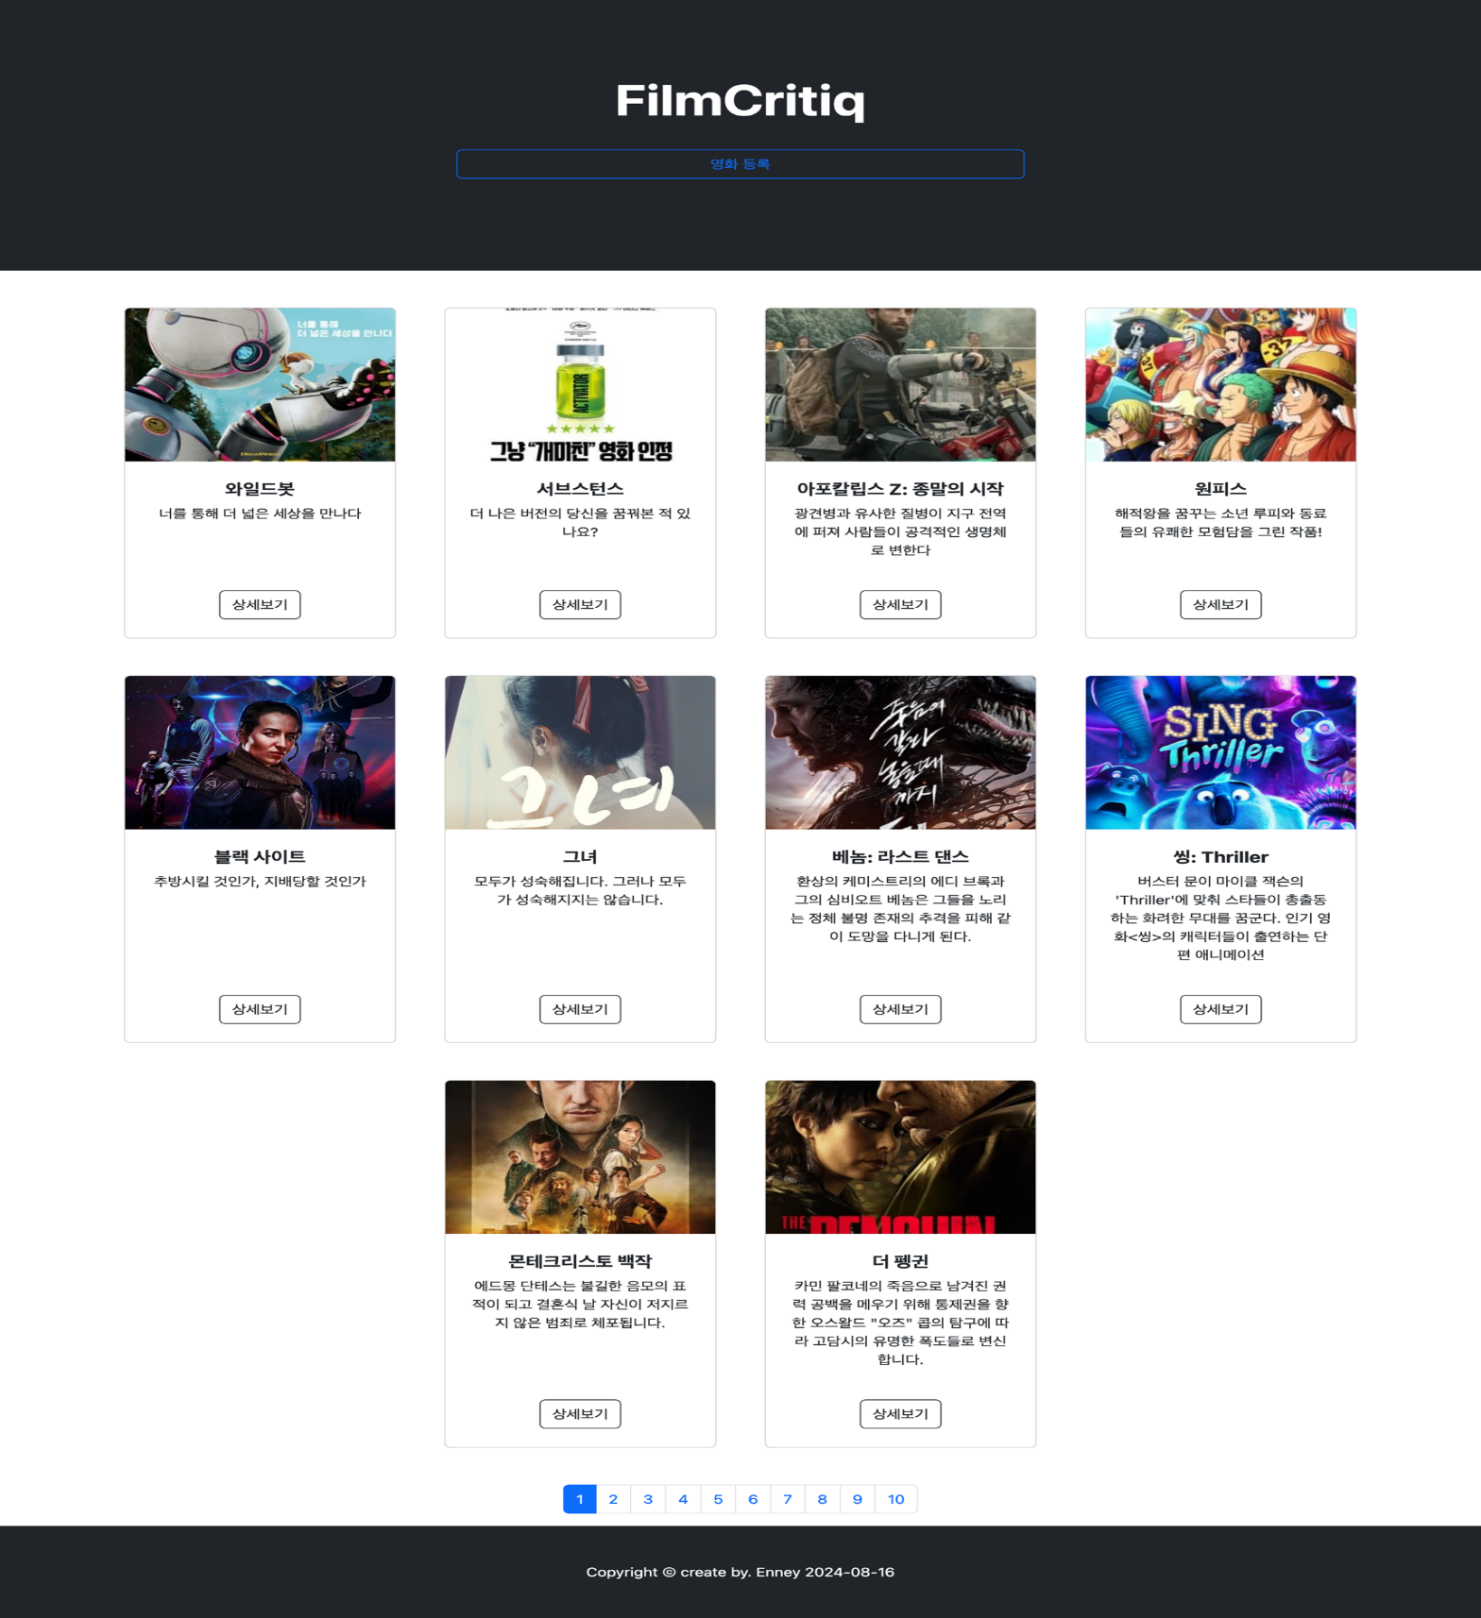 FilmCritiq
영화 등록
너를 통해
더 넓은 세상을 만나다
ACTIVATOR
★★★★★
그냥 "개미친" 영화 인정
37
와일드봇
너를 통해 더 넓은 세상을 만나다
상세보기
서브스턴스
더 나은 버전의 당신을 꿈꿔본 적 있
나요?
상세보기
아포칼립스 Z: 종말의 시작
광견병과 유사한 질병이 지구 전역
에 퍼져 사람들이 공격적인 생명체
로 변한다
상세보기
원피스
해적왕을 꿈꾸는 소년 루피와 동료
들의 유쾌한 모험담을 그린 작품!
상세보기
그녀
죽음이
갈라
놓을 때
까지
SING
Thriller
블랙 사이트
추방시킬 것인가, 지배당할 것인가
상세보기
그녀
모두가 성숙해집니다. 그러나 모두
가 성숙해지지는 않습니다.
상세보기
베놈: 라스트 댄스
환상의 케미스트리의 에디 브록과
그의 심비오트 베놈은 그들을 노리
는 정체 불명 존재의 추격을 피해 같
이 도망을 다니게 된다.
상세보기
씽: Thriller
버스터 문이 마이클 잭슨의
'Thriller'에 맞춰 스타들이 총출동
하는 화려한 무대를 꿈군다. 인기 영
화<씽>의 캐릭터들이 출연하는 단
편 애니메이션
상세보기
THE PENGUIN
몬테크리스토 백작
에드몽 단테스는 불길한 음모의 표
적이 되고 결혼식 날 자신이 저지르
지 않은 범죄로 체포됩니다.
상세보기
더 펭귄
카민 팔코네의 죽음으로 남겨진 권
력 공백을 메우기 위해 통제권을 향
한 오스왈드 "오즈" 콥의 탐구에 따
라 고담시의 유명한 폭도들로 변신
합니다.
상세보기
1 2 3 4 5 6 7 8 9 10
Copyright © create by. Enney 2024-08-16